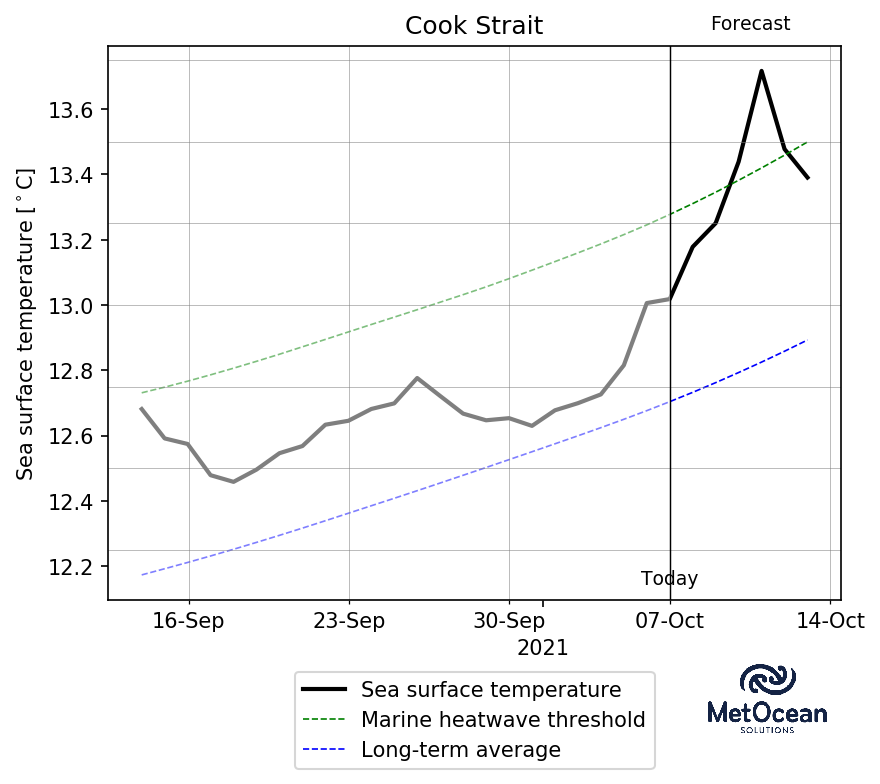 Cook Strait
Forecast
Sea surface temperature [°C]
13.6
13.4
13.2
13.0
12.8
12.6
12.4
12.2
Today
16-Sep 23-Sep 30-Sep 07-Oct 14-Oct
2021
Sea surface temperature
Marine heatwave threshold
Long-term average
MetOcean
SOLUTIONS